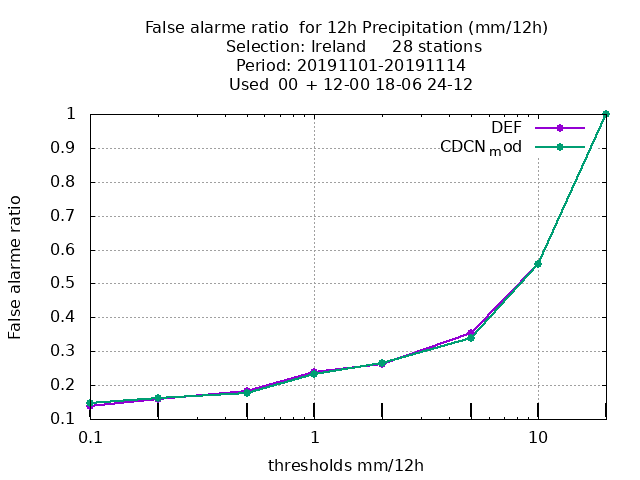 False alarme ratio  for 12h Precipitation (mm/12h)
Selection: Ireland     28 stations
Period: 20191101-20191114
Used  00 + 12-00 18-06 24-12
DEF
CDCNmod
1
0.9
0.8
0.7
0.6
0.5
0.4
0.3
0.2
0.1
False alarme ratio
0.1
1
10
thresholds mm/12h